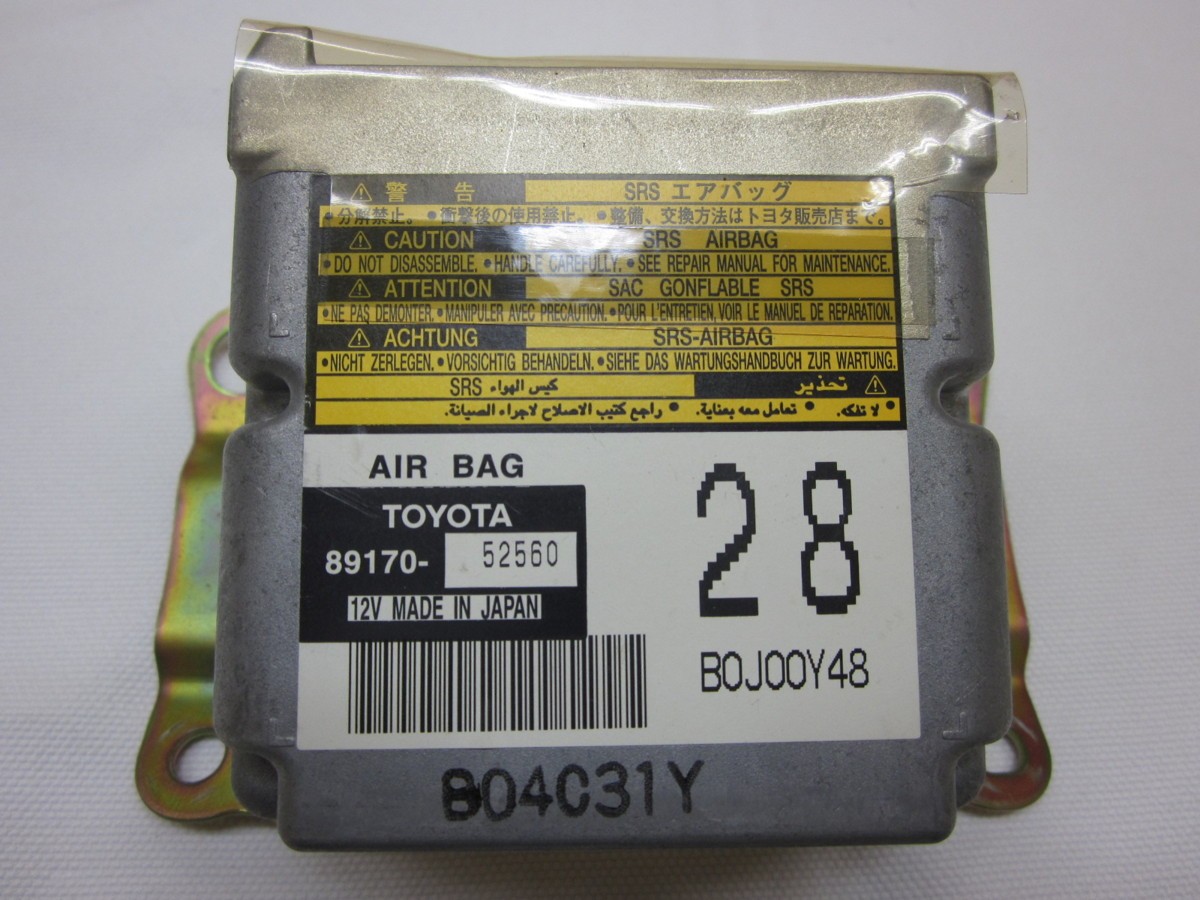 ⚠ 警 告 SRS エアバッグ
•分解禁止。 •衝撃後の使用禁止。 •整備、交換方法はトヨタ販売店まで。
⚠ CAUTION SRS AIRBAG
•DO NOT DISASSEMBLE. •HANDLE CAREFULLY. •SEE REPAIR MANUAL FOR MAINTENANCE.
⚠ ATTENTION SAC GONFLABLE SRS
•NE PAS DEMONTER. •MANIPULER AVEC PRECAUTION. •POUR L'ENTRETIEN, VOIR LE MANUEL DE REPARATION.
⚠ ACHTUNG SRS-AIRBAG
•NICHT ZERLEGEN. •VORSICHTIG BEHANDELN. •SIEHE DAS WARTUNGSHANDBUCH ZUR WARTUNG.
⚠ تحذير كيس الهواء SRS
• لا تفكه. • تعامل معه بعناية. • راجع كتيب الاصلاح لاجراء الصيانة.
AIR BAG
TOYOTA
89170- 52560
12V MADE IN JAPAN
28
B0J00Y48
B04C31Y